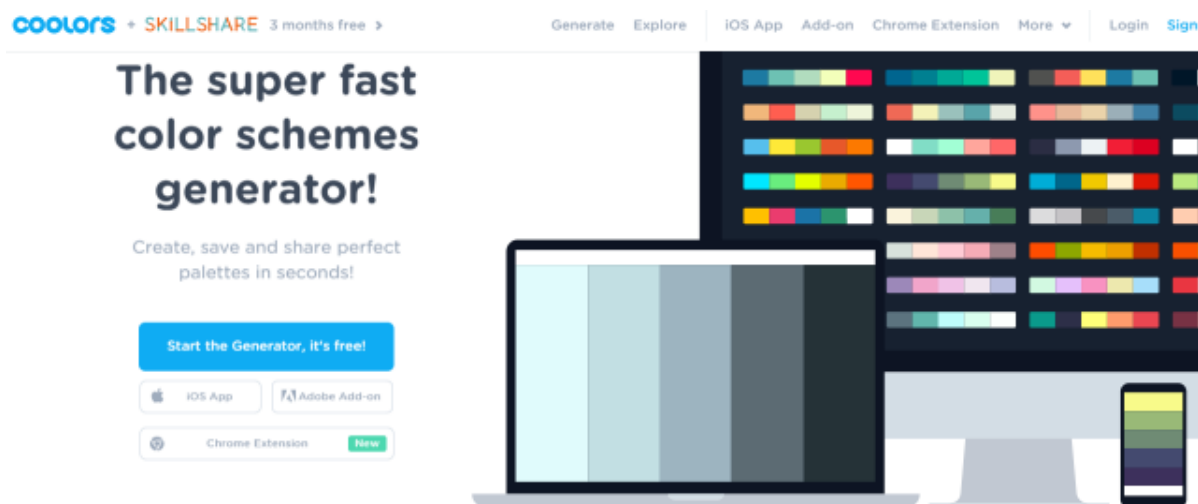 coolors + SKILLSHARE 3 months free >
Generate Explore iOS App Add-on Chrome Extension More Login Sign
The super fast
color schemes
generator!
Create, save and share perfect
palettes in seconds!
Start the Generator, it's free!
iOS App Adobe Add-on
Chrome Extension New